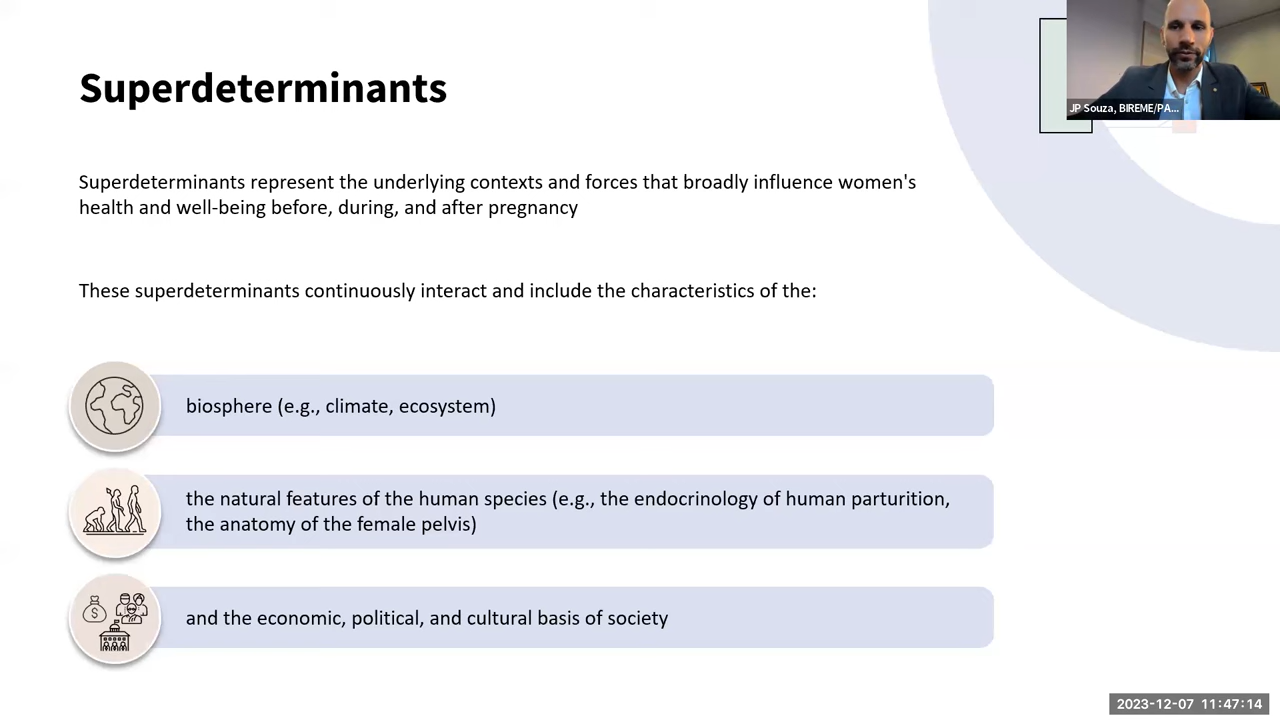 Superdeterminants
JP Souza, BIREME/PA...
Superdeterminants represent the underlying contexts and forces that broadly influence women's
health and well-being before, during, and after pregnancy
These superdeterminants continuously interact and include the characteristics of the:
biosphere (e.g., climate, ecosystem)
the natural features of the human species (e.g., the endocrinology of human parturition,
the anatomy of the female pelvis)
$
and the economic, political, and cultural basis of society
2023-12-07 11:47:14